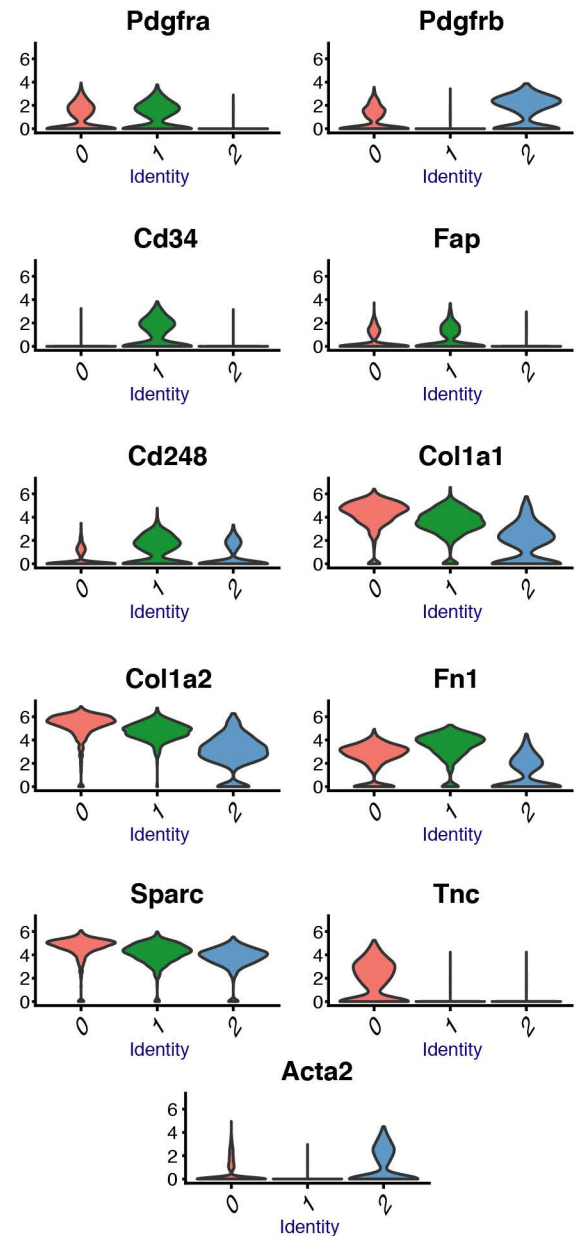 Pdgfra Pdgfrb
6 6
4 4
2 2
0 0
0 1 2 0 1 2
Identity Identity
Cd34 Fap
6 6
4 4
2 2
0 0
0 1 2 0 1 2
Identity Identity
Cd248 Col1a1
6 6
4 4
2 2
0 0
0 1 2 0 1 2
Identity Identity
Col1a2 Fn1
6 6
4 4
2 2
0 0
0 1 2 0 1 2
Identity Identity
Sparc Tnc
6 6
4 4
2 2
0 0
0 1 2 0 1 2
Identity Identity
Acta2
6
4
2
0
0 1 2
Identity